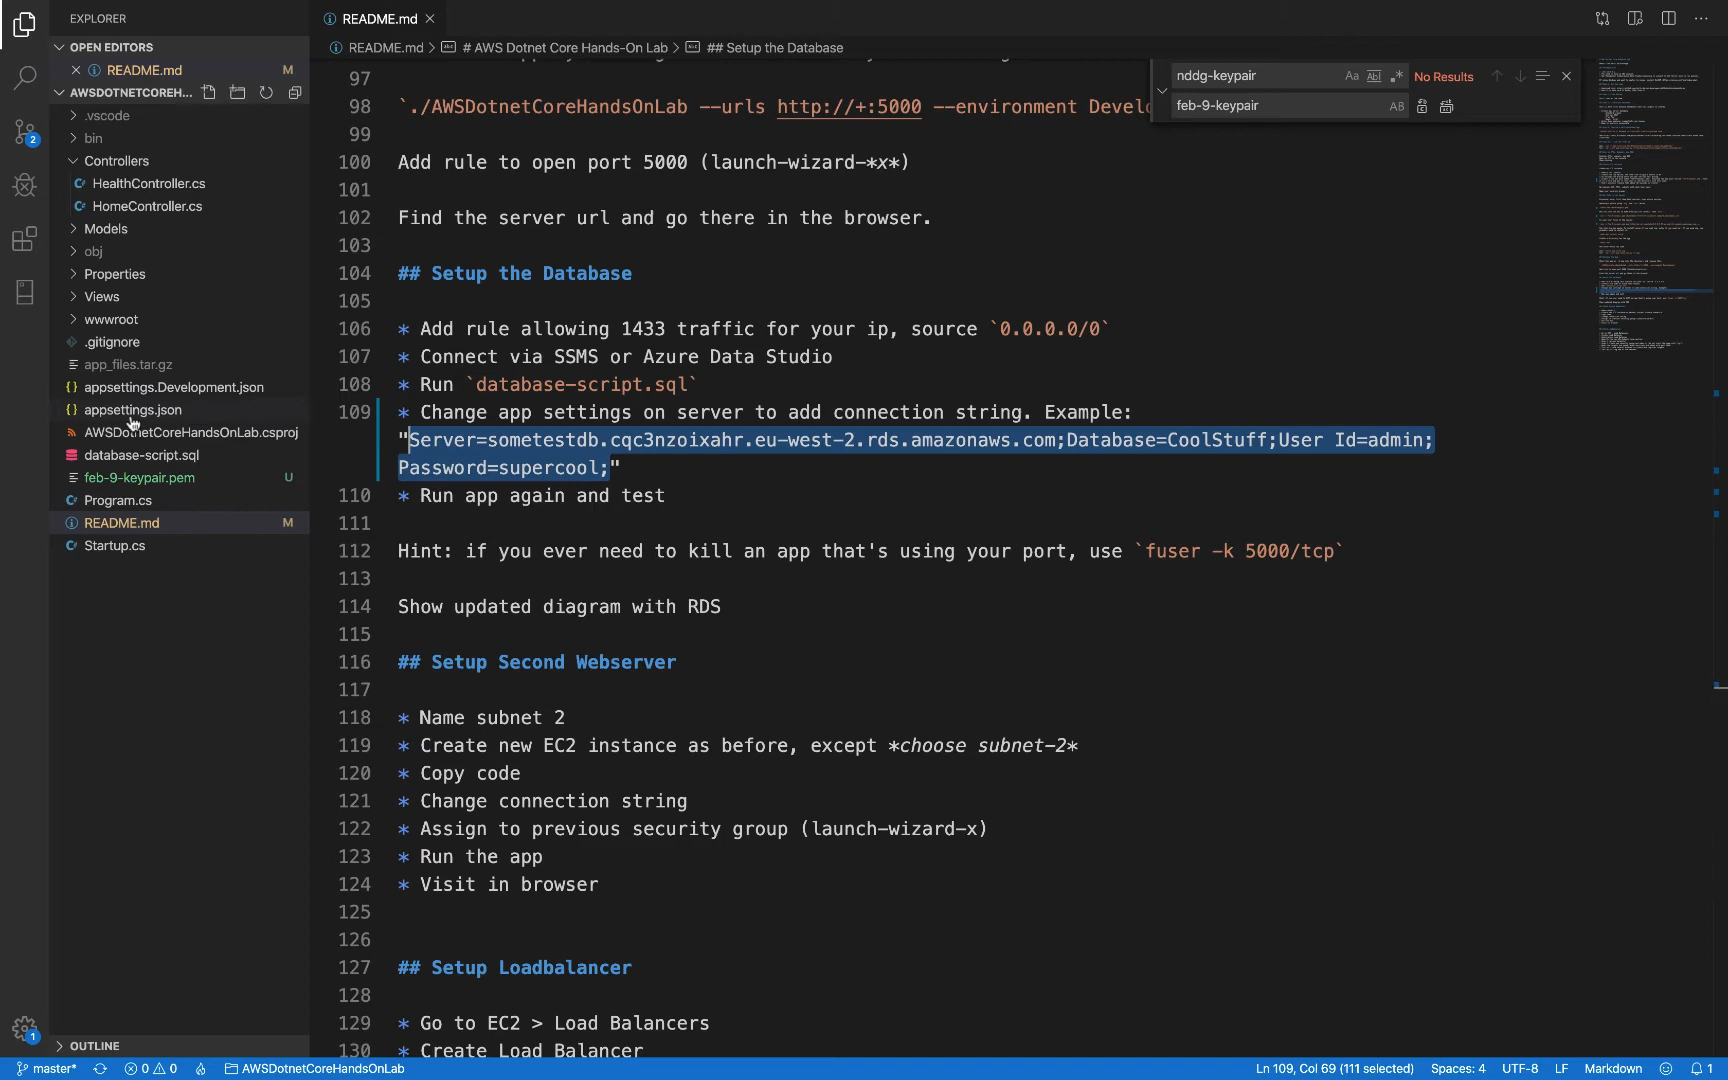 EXPLORER
OPEN EDITORS
README.md M
AWSDOTNETCOREH...
.vscode
bin
Controllers
HealthController.cs
HomeController.cs
Models
obj
Properties
Views
wwwroot
.gitignore
app_files.tar.gz
appsettings.Development.json
appsettings.json
AWSDotnetCoreHandsOnLab.csproj
database-script.sql
feb-9-keypair.pem U
Program.cs
README.md M
Startup.cs
OUTLINE
2
1
README.md
README.md > # AWS Dotnet Core Hands-On Lab > ## Setup the Database
nddg-keypair Aa Abl .* No Results
feb-9-keypair AB
97
98 `./AWSDotnetCoreHandsOnLab --urls http://+:5000 --environment Develo
99
100 Add rule to open port 5000 (launch-wizard-*x*)
101
102 Find the server url and go there in the browser.
103
104 ## Setup the Database
105
106 * Add rule allowing 1433 traffic for your ip, source `0.0.0.0/0`
107 * Connect via SSMS or Azure Data Studio
108 * Run `database-script.sql`
109 * Change app settings on server to add connection string. Example:
"Server=sometestdb.cqc3nzoixahr.eu-west-2.rds.amazonaws.com;Database=CoolStuff;User Id=admin;
Password=supercool;"
110 * Run app again and test
111
112 Hint: if you ever need to kill an app that's using your port, use `fuser -k 5000/tcp`
113
114 Show updated diagram with RDS
115
116 ## Setup Second Webserver
117
118 * Name subnet 2
119 * Create new EC2 instance as before, except *choose subnet-2*
120 * Copy code
121 * Change connection string
122 * Assign to previous security group (launch-wizard-x)
123 * Run the app
124 * Visit in browser
125
126
127 ## Setup Loadbalancer
128
129 * Go to EC2 > Load Balancers
130 * Create Load Balancer
master* 0 0 AWSDotnetCoreHandsOnLab Ln 109, Col 69 (111 selected) Spaces: 4 UTF-8 LF Markdown 1